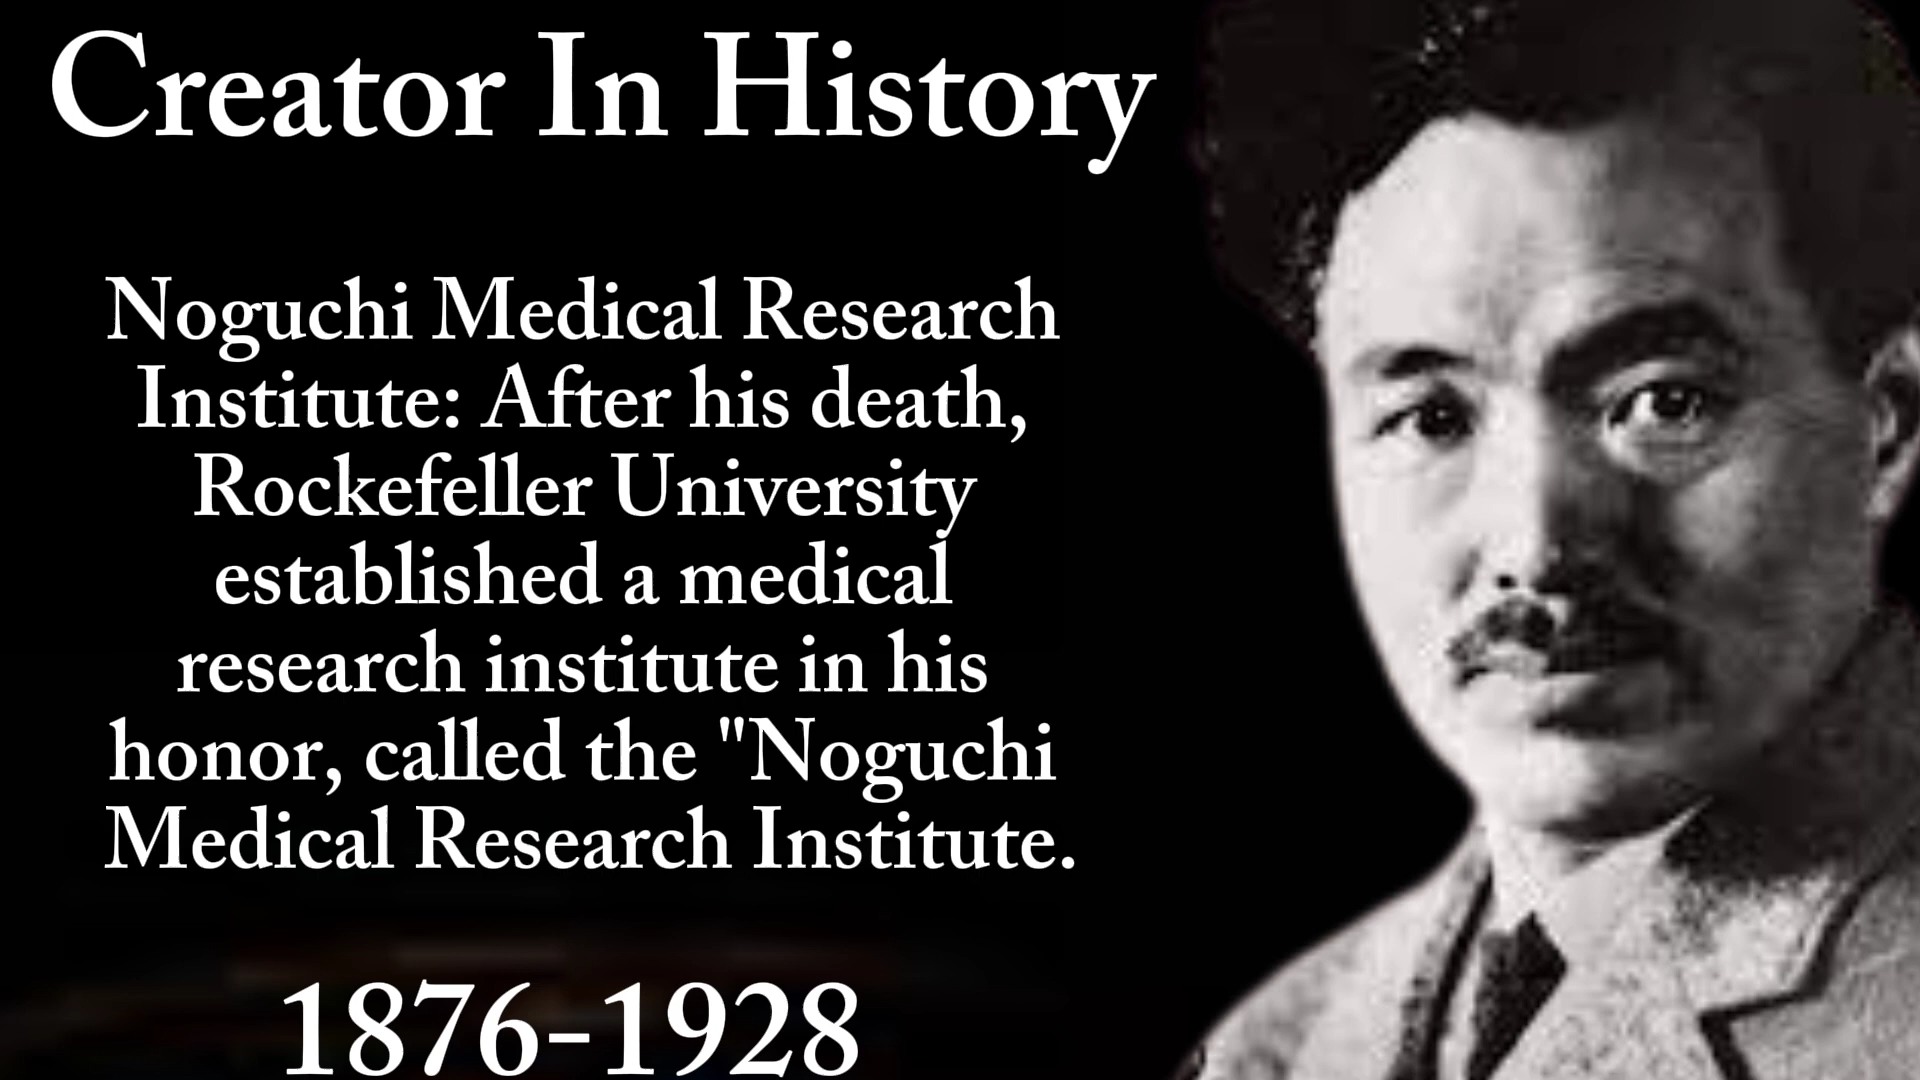 Creator In History
Noguchi Medical Research
Institute: After his death,
Rockefeller University
established a medical
research institute in his
honor, called the "Noguchi
Medical Research Institute.
1876-1928